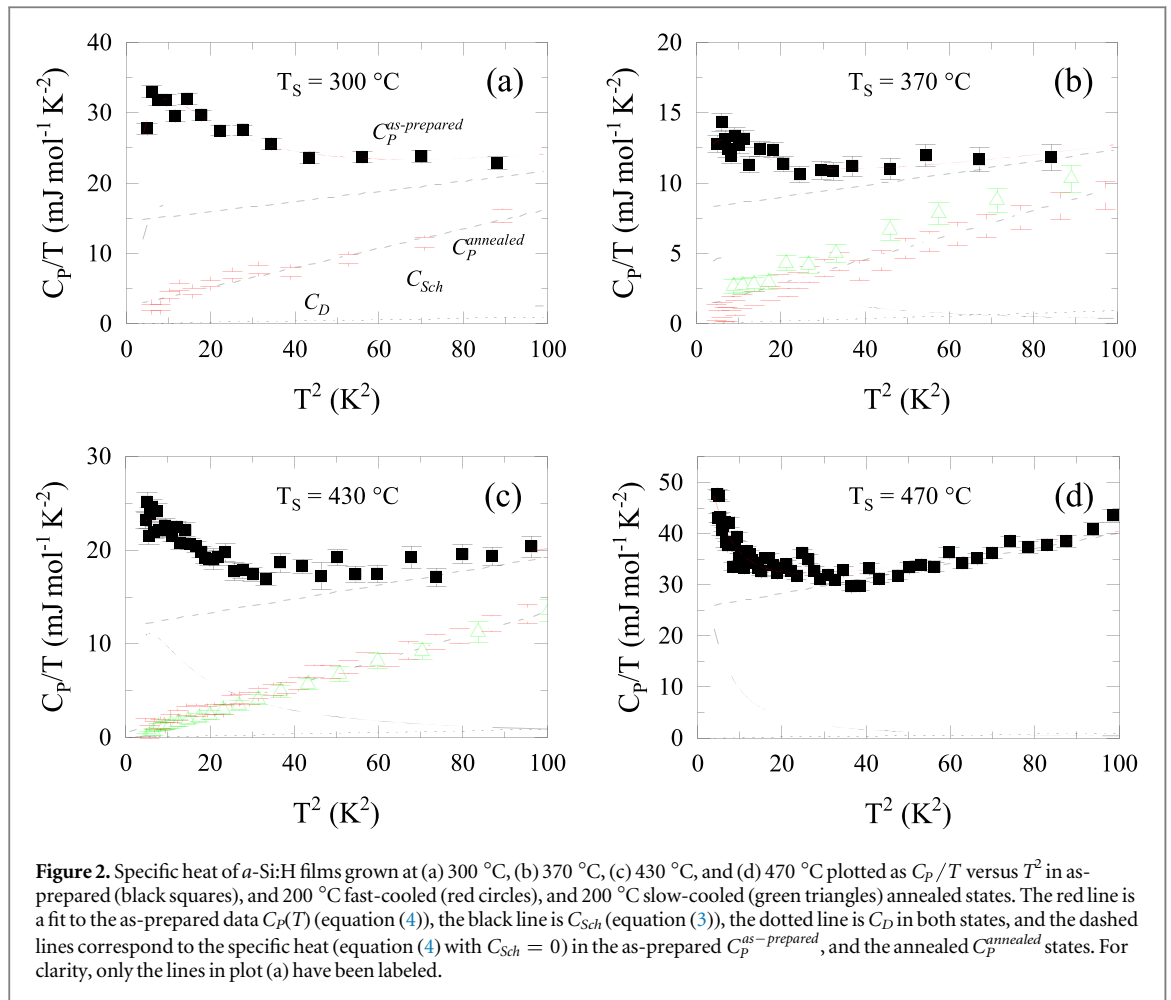 40
30
20
10
0
C_P/T (mJ mol^-1 K^-2)
T_S = 300 °C
(a)
C_P^as-prepared
C_P^annealed
C_Sch
C_D
0 20 40 60 80 100
T^2 (K^2)
20
15
10
5
0
C_P/T (mJ mol^-1 K^-2)
T_S = 370 °C
(b)
0 20 40 60 80 100
T^2 (K^2)
30
20
10
0
C_P/T (mJ mol^-1 K^-2)
T_S = 430 °C
(c)
0 20 40 60 80 100
T^2 (K^2)
50
40
30
20
10
0
C_P/T (mJ mol^-1 K^-2)
T_S = 470 °C
(d)
0 20 40 60 80 100
T^2 (K^2)
Figure 2. Specific heat of a-Si:H films grown at (a) 300 °C, (b) 370 °C, (c) 430 °C, and (d) 470 °C plotted as C_P/T versus T^2 in as-
prepared (black squares), and 200 °C fast-cooled (red circles), and 200 °C slow-cooled (green triangles) annealed states. The red line is
a fit to the as-prepared data C_P(T) (equation (4)), the black line is C_Sch (equation (3)), the dotted line is C_D in both states, and the dashed
lines correspond to the specific heat (equation (4) with C_Sch = 0) in the as-prepared C_P^as-prepared, and the annealed C_P^annealed states. For
clarity, only the lines in plot (a) have been labeled.